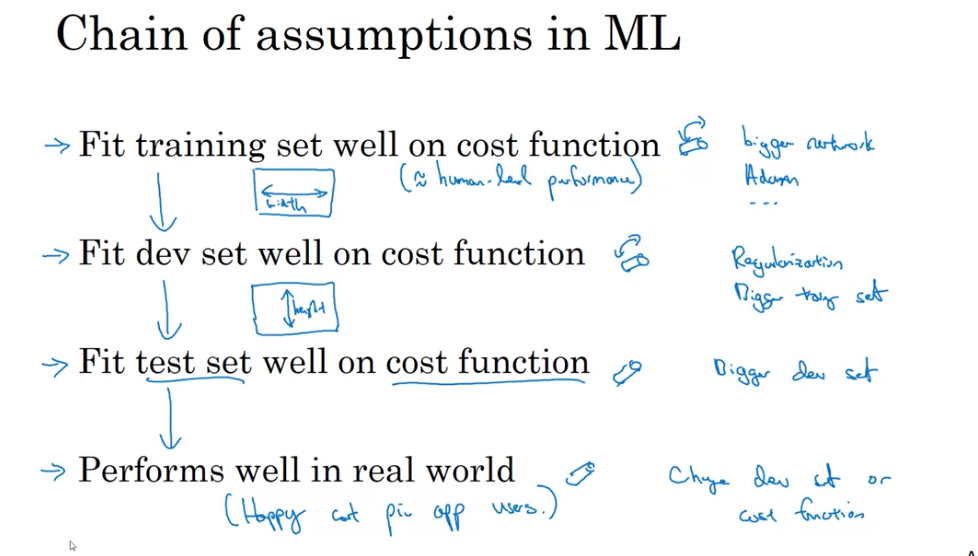 Chain of assumptions in ML
→ Fit training set well on cost function
bigger network
(≈ human-level performance)
Adam
...
width
→ Fit dev set well on cost function
Regularization
Bigger training set
height
→ Fit test set well on cost function
Bigger dev set
→ Performs well in real world
Change dev set or
cost function
(Happy cat pic app users.)